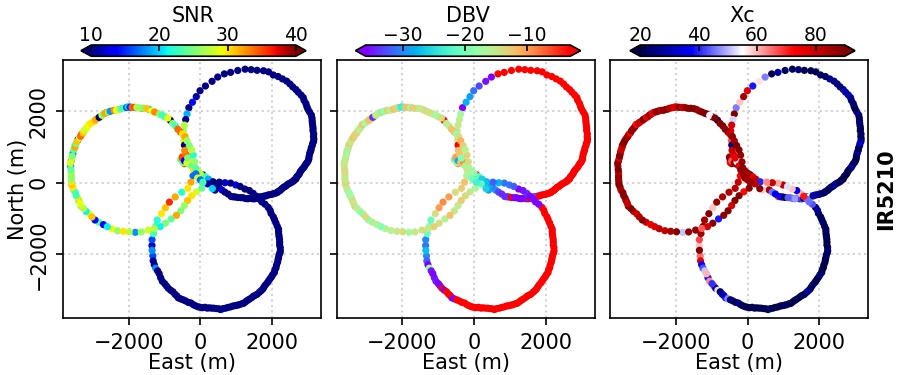 SNR DBV Xc
10 20 30 40 −30 −20 −10 20 40 60 80
North (m)
2000
0
−2000
−2000 0 2000 −2000 0 2000 −2000 0 2000
East (m) East (m) East (m)
IR5210